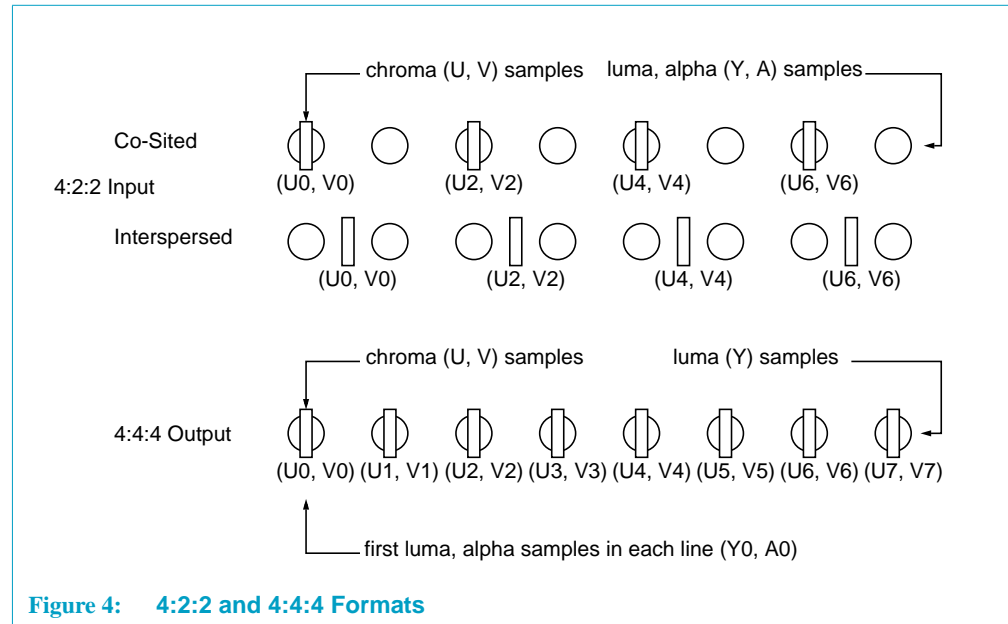 chroma (U, V) samples luma, alpha (Y, A) samples
Co-Sited
(U0, V0) (U2, V2) (U4, V4) (U6, V6)
4:2:2 Input
Interspersed
(U0, V0) (U2, V2) (U4, V4) (U6, V6)
chroma (U, V) samples luma (Y) samples
4:4:4 Output
(U0, V0) (U1, V1) (U2, V2) (U3, V3) (U4, V4) (U5, V5) (U6, V6) (U7, V7)
first luma, alpha samples in each line (Y0, A0)
Figure 4: 4:2:2 and 4:4:4 Formats